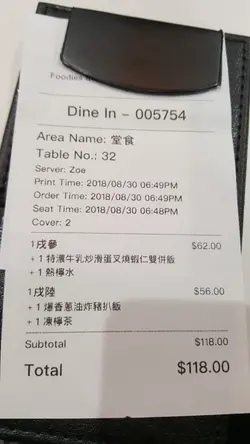 Foodies
Dine In - 005754
Area Name: 堂食
Table No.: 32
Server: Zoe
Print Time: 2018/08/30 06:49PM
Order Time: 2018/08/30 06:49PM
Seat Time: 2018/08/30 06:48PM
Cover: 2
1 戌參 $62.00
+ 1 特濃牛乳炒滑蛋叉燒蝦仁雙併飯
+ 1 熱檸水
1 戌陸 $56.00
+ 1 爆香蔥油炸豬扒飯
+ 1 凍檸茶
Subtotal $118.00
Total $118.00